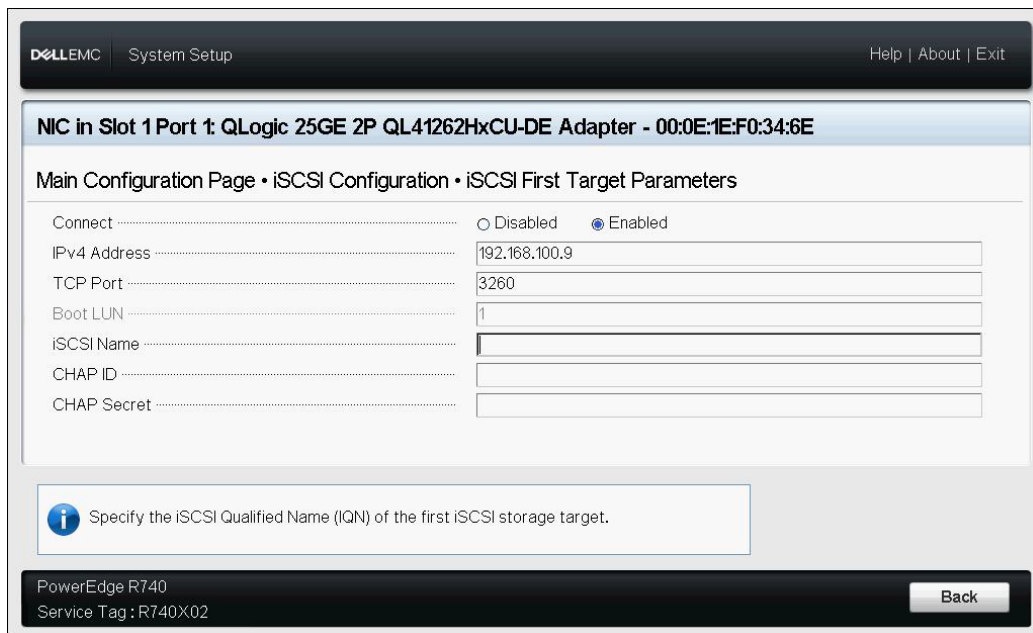 DELLEMC System Setup Help | About | Exit
NIC in Slot 1 Port 1: QLogic 25GE 2P QL41262HxCU-DE Adapter - 00:0E:1E:F0:34:6E
Main Configuration Page • iSCSI Configuration • iSCSI First Target Parameters
Connect Disabled Enabled
IPv4 Address 192.168.100.9
TCP Port 3260
Boot LUN 1
iSCSI Name
CHAP ID
CHAP Secret
Specify the iSCSI Qualified Name (IQN) of the first iSCSI storage target.
PowerEdge R740
Service Tag : R740X02 Back